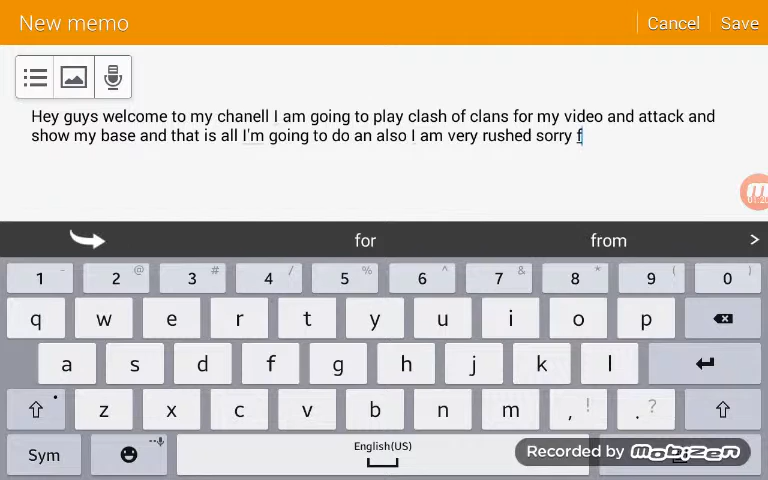 New memo
Cancel
Save
Hey guys welcome to my chanell I am going to play clash of clans for my video and attack and
show my base and that is all I'm going to do an also I am very rushed sorry f
for
from
>
1 - 2 @ 3 # 4 / 5 % 6 ^ 7 & 8 * 9 ( 0 )
q w e r t y u i o p
a s d f g h j k l
z x c v b n m , ! . ?
Sym
English(US)
Recorded by mobizen